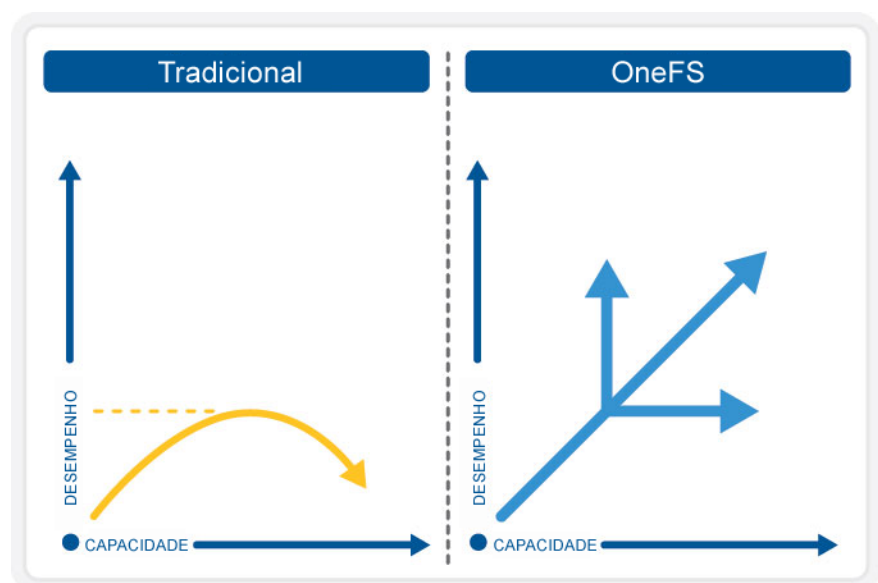 Tradicional
OneFS
DESEMPENHO
CAPACIDADE
DESEMPENHO
CAPACIDADE